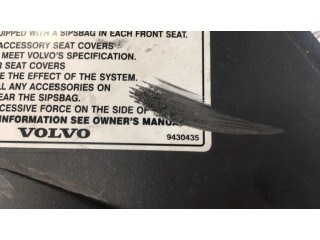 UIPPED WITH A SIPSBAG IN EACH FRONT SEAT.
ACCESSORY SEAT COVERS
MEET VOLVO'S SPECIFICATION.
R SEAT COVERS
E THE EFFECT OF THE SYSTEM.
LL ANY ACCESSORIES ON
EAR THE SIPSBAG.
CESSIVE FORCE ON THE SIDE OF
INFORMATION SEE OWNER'S MANUA
VOLVO 9430435